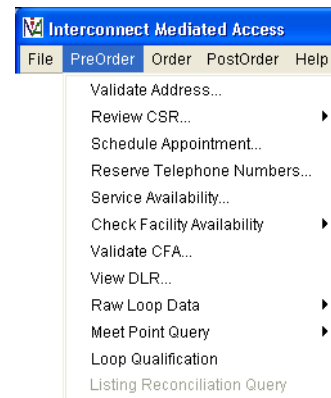 Interconnect Mediated Access
File PreOrder Order PostOrder Help
Validate Address...
Review CSR...
Schedule Appointment...
Reserve Telephone Numbers...
Service Availability...
Check Facility Availability
Validate CFA...
View DLR...
Raw Loop Data
Meet Point Query
Loop Qualification
Listing Reconciliation Query